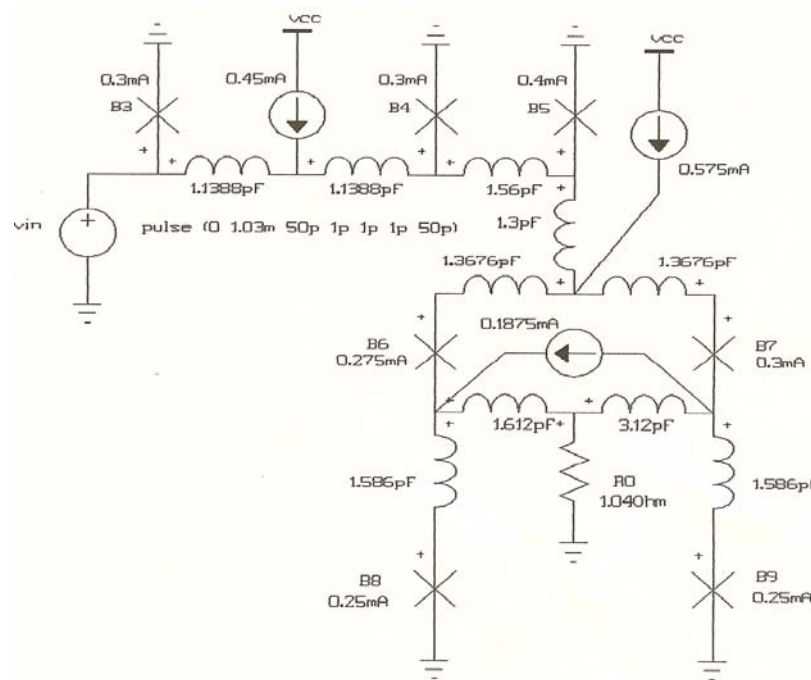 vcc
vcc
0.3mA
0.45mA
0.3mA
0.4mA
B3
B4
B5
0.575mA
1.1388pF
1.1388pF
1.56pF
vin
pulse (0 1.03m 50p 1p 1p 1p 50p)
1.3pF
1.3676pF
1.3676pF
0.1875mA
B6
0.275mA
B7
0.3mA
1.612pF
3.12pF
1.586pF
R0
1.04Ohm
1.586pF
B8
0.25mA
B9
0.25mA